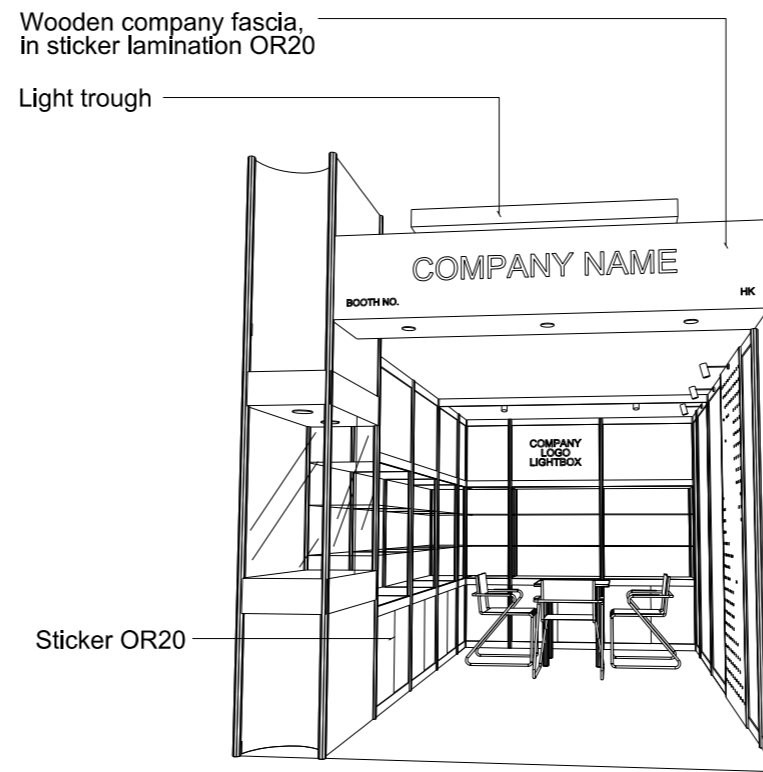 Wooden company fascia,
in sticker lamination OR20
Light trough
COMPANY NAME
BOOTH NO.
HK
COMPANY
LOGO
LIGHTBOX
Sticker OR20